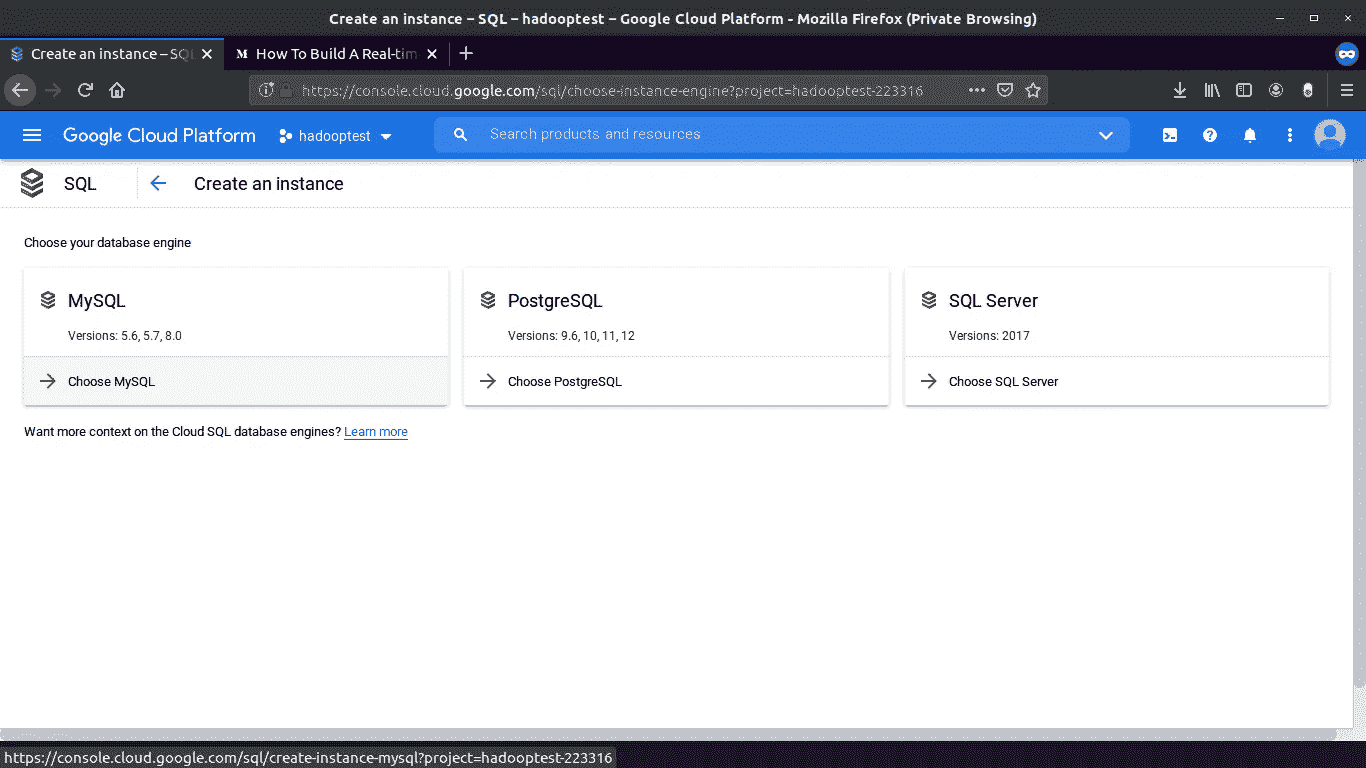 Create an instance – SQL – hadooptest – Google Cloud Platform - Mozilla Firefox (Private Browsing)
Create an instance – SQL
M How To Build A Real-tim
https://console.cloud.google.com/sql/choose-instance-engine?project=hadooptest-223316
Google Cloud Platform
hadooptest
Search products and resources
SQL
Create an instance
Choose your database engine
MySQL
Versions: 5.6, 5.7, 8.0
Choose MySQL
PostgreSQL
Versions: 9.6, 10, 11, 12
Choose PostgreSQL
SQL Server
Versions: 2017
Choose SQL Server
Want more context on the Cloud SQL database engines? Learn more
https://console.cloud.google.com/sql/create-instance-mysql?project=hadooptest-223316